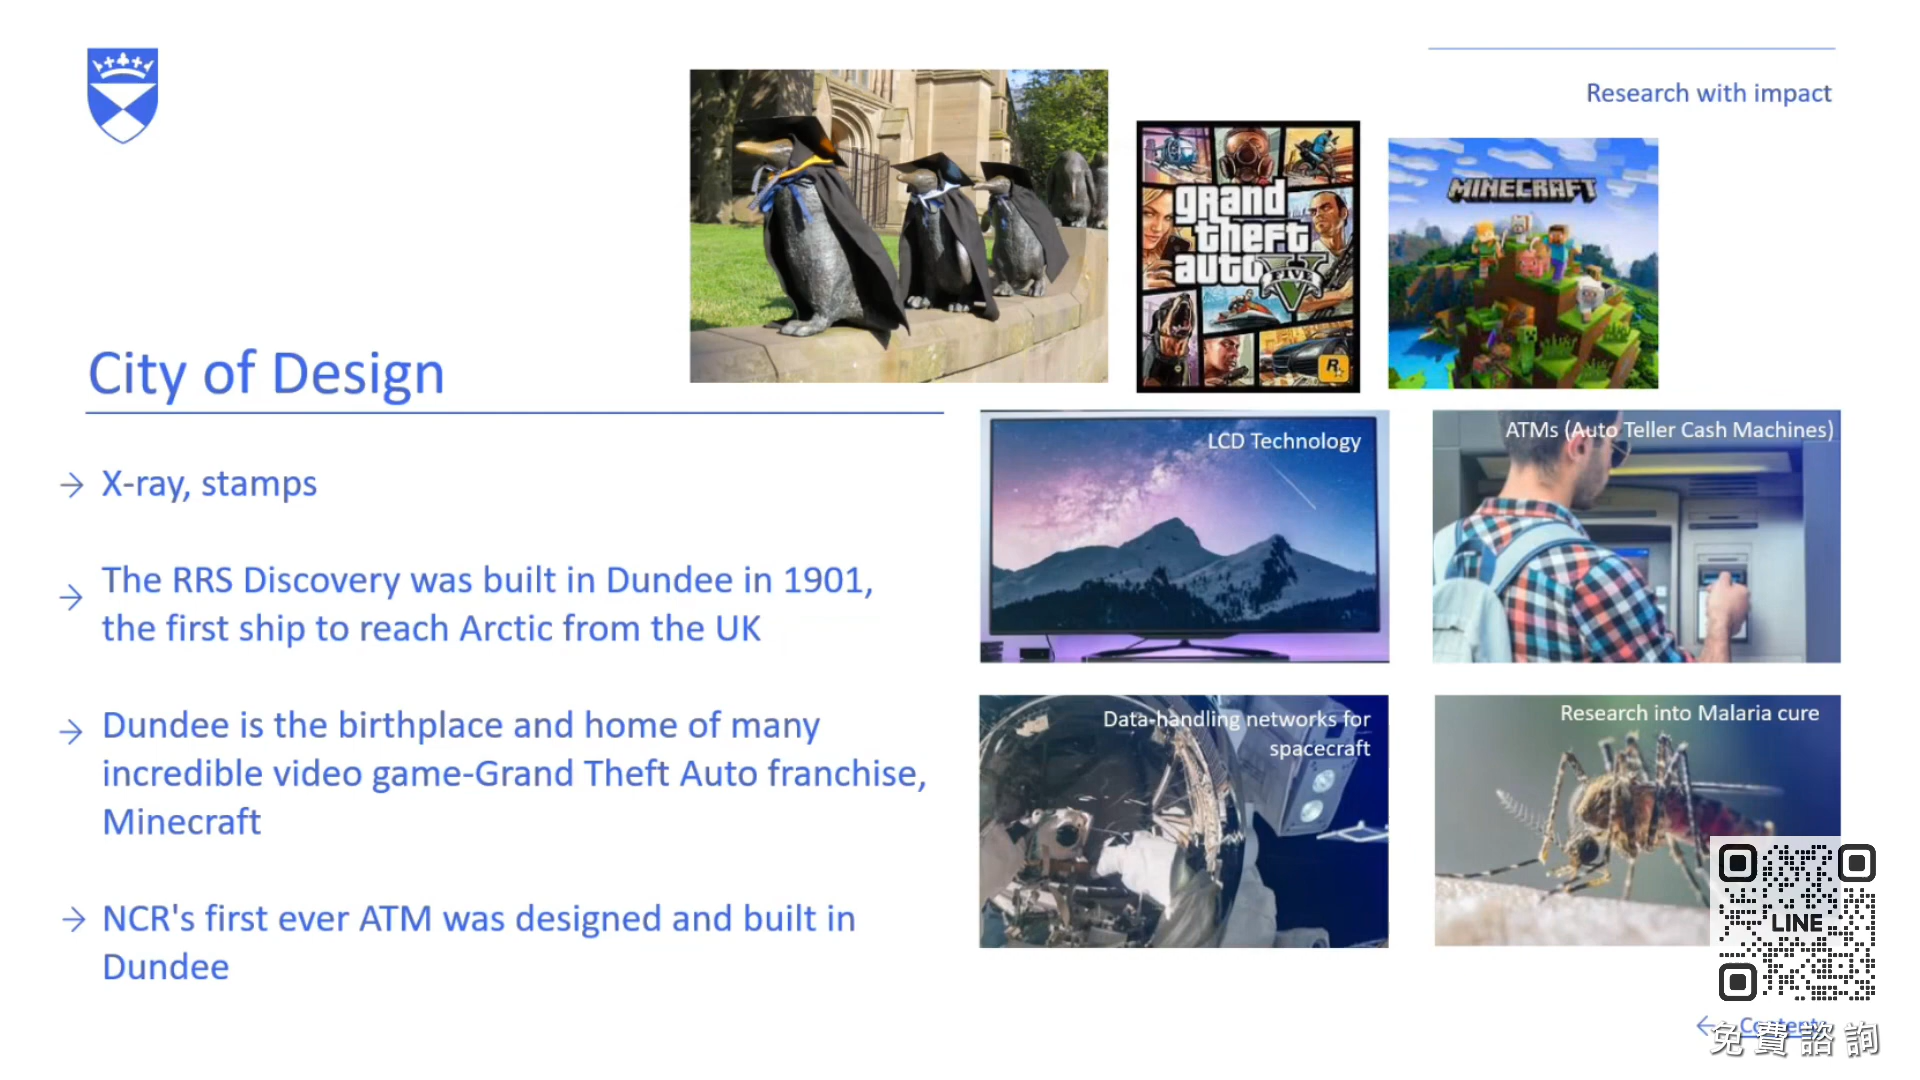 Research with impact
grand
theft
auto
FIVE
R
MINECRAFT
City of Design
X-ray, stamps
The RRS Discovery was built in Dundee in 1901,
the first ship to reach Arctic from the UK
Dundee is the birthplace and home of many
incredible video game-Grand Theft Auto franchise,
Minecraft
NCR's first ever ATM was designed and built in
Dundee
LCD Technology
ATMs (Auto Teller Cash Machines)
Data-handling networks for
spacecraft
Research into Malaria cure
LINE
Contents
免費諮詢